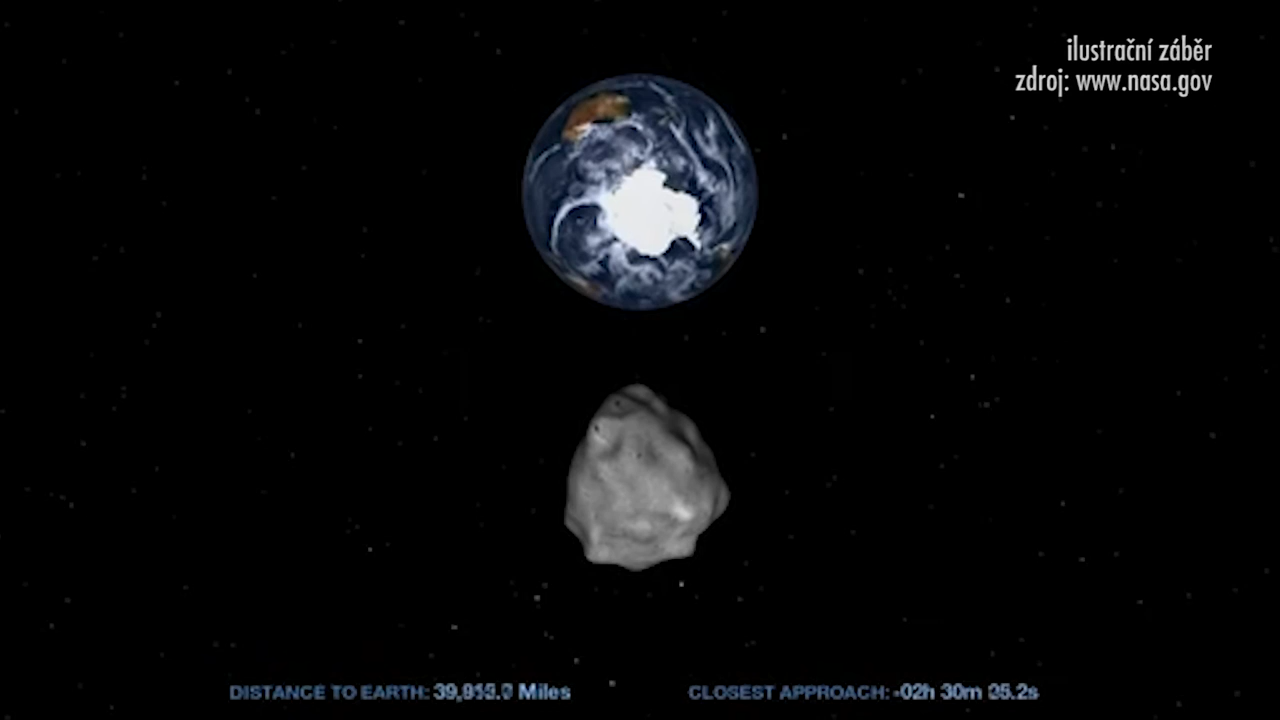 ilustrační záběr
zdroj: www.nasa.gov
DISTANCE TO EARTH: Miles
CLOSEST APPROACH: -02h 30m